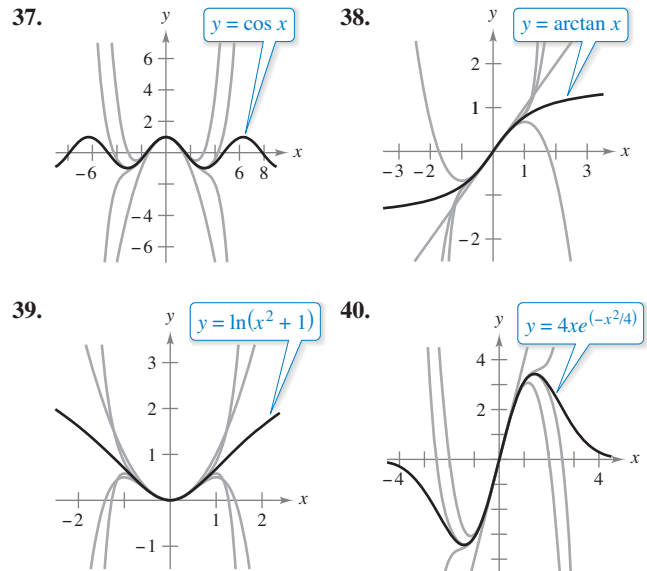 37.
y
y = cos x
6
4
2
x
−6
6
8
−4
−6
38.
y
y = arctan x
2
1
x
−3
−2
1
3
−2
39.
y
y = ln(x² + 1)
3
2
1
x
−2
1
2
−1
40.
y
y = 4xe^(−x²/4)
4
2
x
−4
4